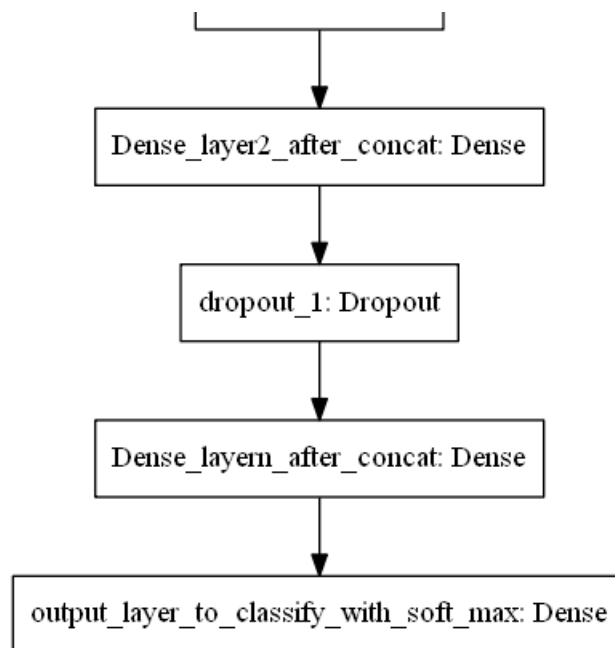 Dense_layer2_after_concat: Dense
dropout_1: Dropout
Dense_layern_after_concat: Dense
output_layer_to_classify_with_soft_max: Dense